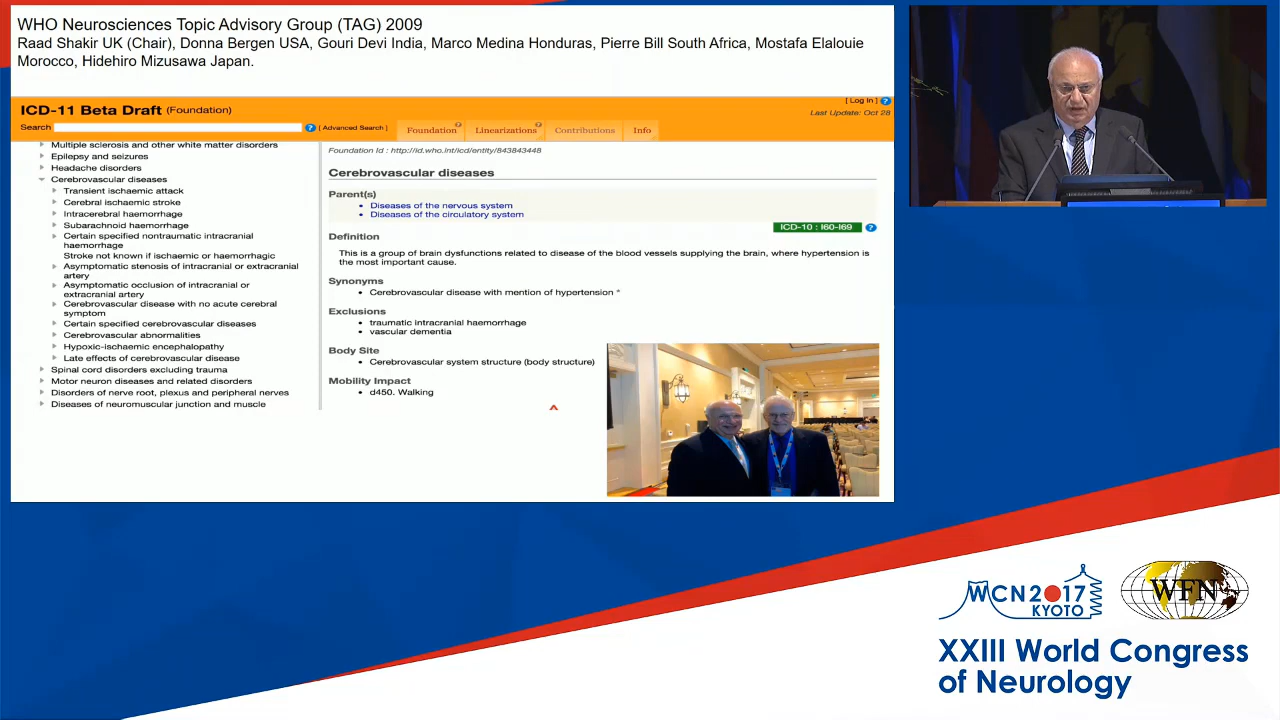 WHO Neurosciences Topic Advisory Group (TAG) 2009
Raad Shakir UK (Chair), Donna Bergen USA, Gouri Devi India, Marco Medina Honduras, Pierre Bill South Africa, Mostafa Elalouie
Morocco, Hidehiro Mizusawa Japan.
ICD-11 Beta Draft (Foundation)
[ Log In ] ?
Last Update: Oct 28
Search ? [ Advanced Search ]
Foundation ? Linearizations ? Contributions Info
Multiple sclerosis and other white matter disorders
Epilepsy and seizures
Headache disorders
Cerebrovascular diseases
Transient ischaemic attack
Cerebral ischaemic stroke
Intracerebral haemorrhage
Subarachnoid haemorrhage
Certain specified nontraumatic intracranial
haemorrhage
Stroke not known if ischaemic or haemorrhagic
Asymptomatic stenosis of intracranial or extracranial
artery
Asymptomatic occlusion of intracranial or
extracranial artery
Cerebrovascular disease with no acute cerebral
symptom
Certain specified cerebrovascular diseases
Cerebrovascular abnormalities
Hypoxic-ischaemic encephalopathy
Late effects of cerebrovascular disease
Spinal cord disorders excluding trauma
Motor neuron diseases and related disorders
Disorders of nerve root, plexus and peripheral nerves
Diseases of neuromuscular junction and muscle
Foundation Id : http://id.who.int/icd/entity/843843448
Cerebrovascular diseases
Parent(s)
• Diseases of the nervous system
• Diseases of the circulatory system
ICD-10 : I60-I69 ?
Definition
This is a group of brain dysfunctions related to disease of the blood vessels supplying the brain, where hypertension is
the most important cause.
Synonyms
• Cerebrovascular disease with mention of hypertension *
Exclusions
• traumatic intracranial haemorrhage
• vascular dementia
Body Site
• Cerebrovascular system structure (body structure)
Mobility Impact
• d450. Walking
WCN 2017
KYOTO
WFN
XXIII World Congress
of Neurology